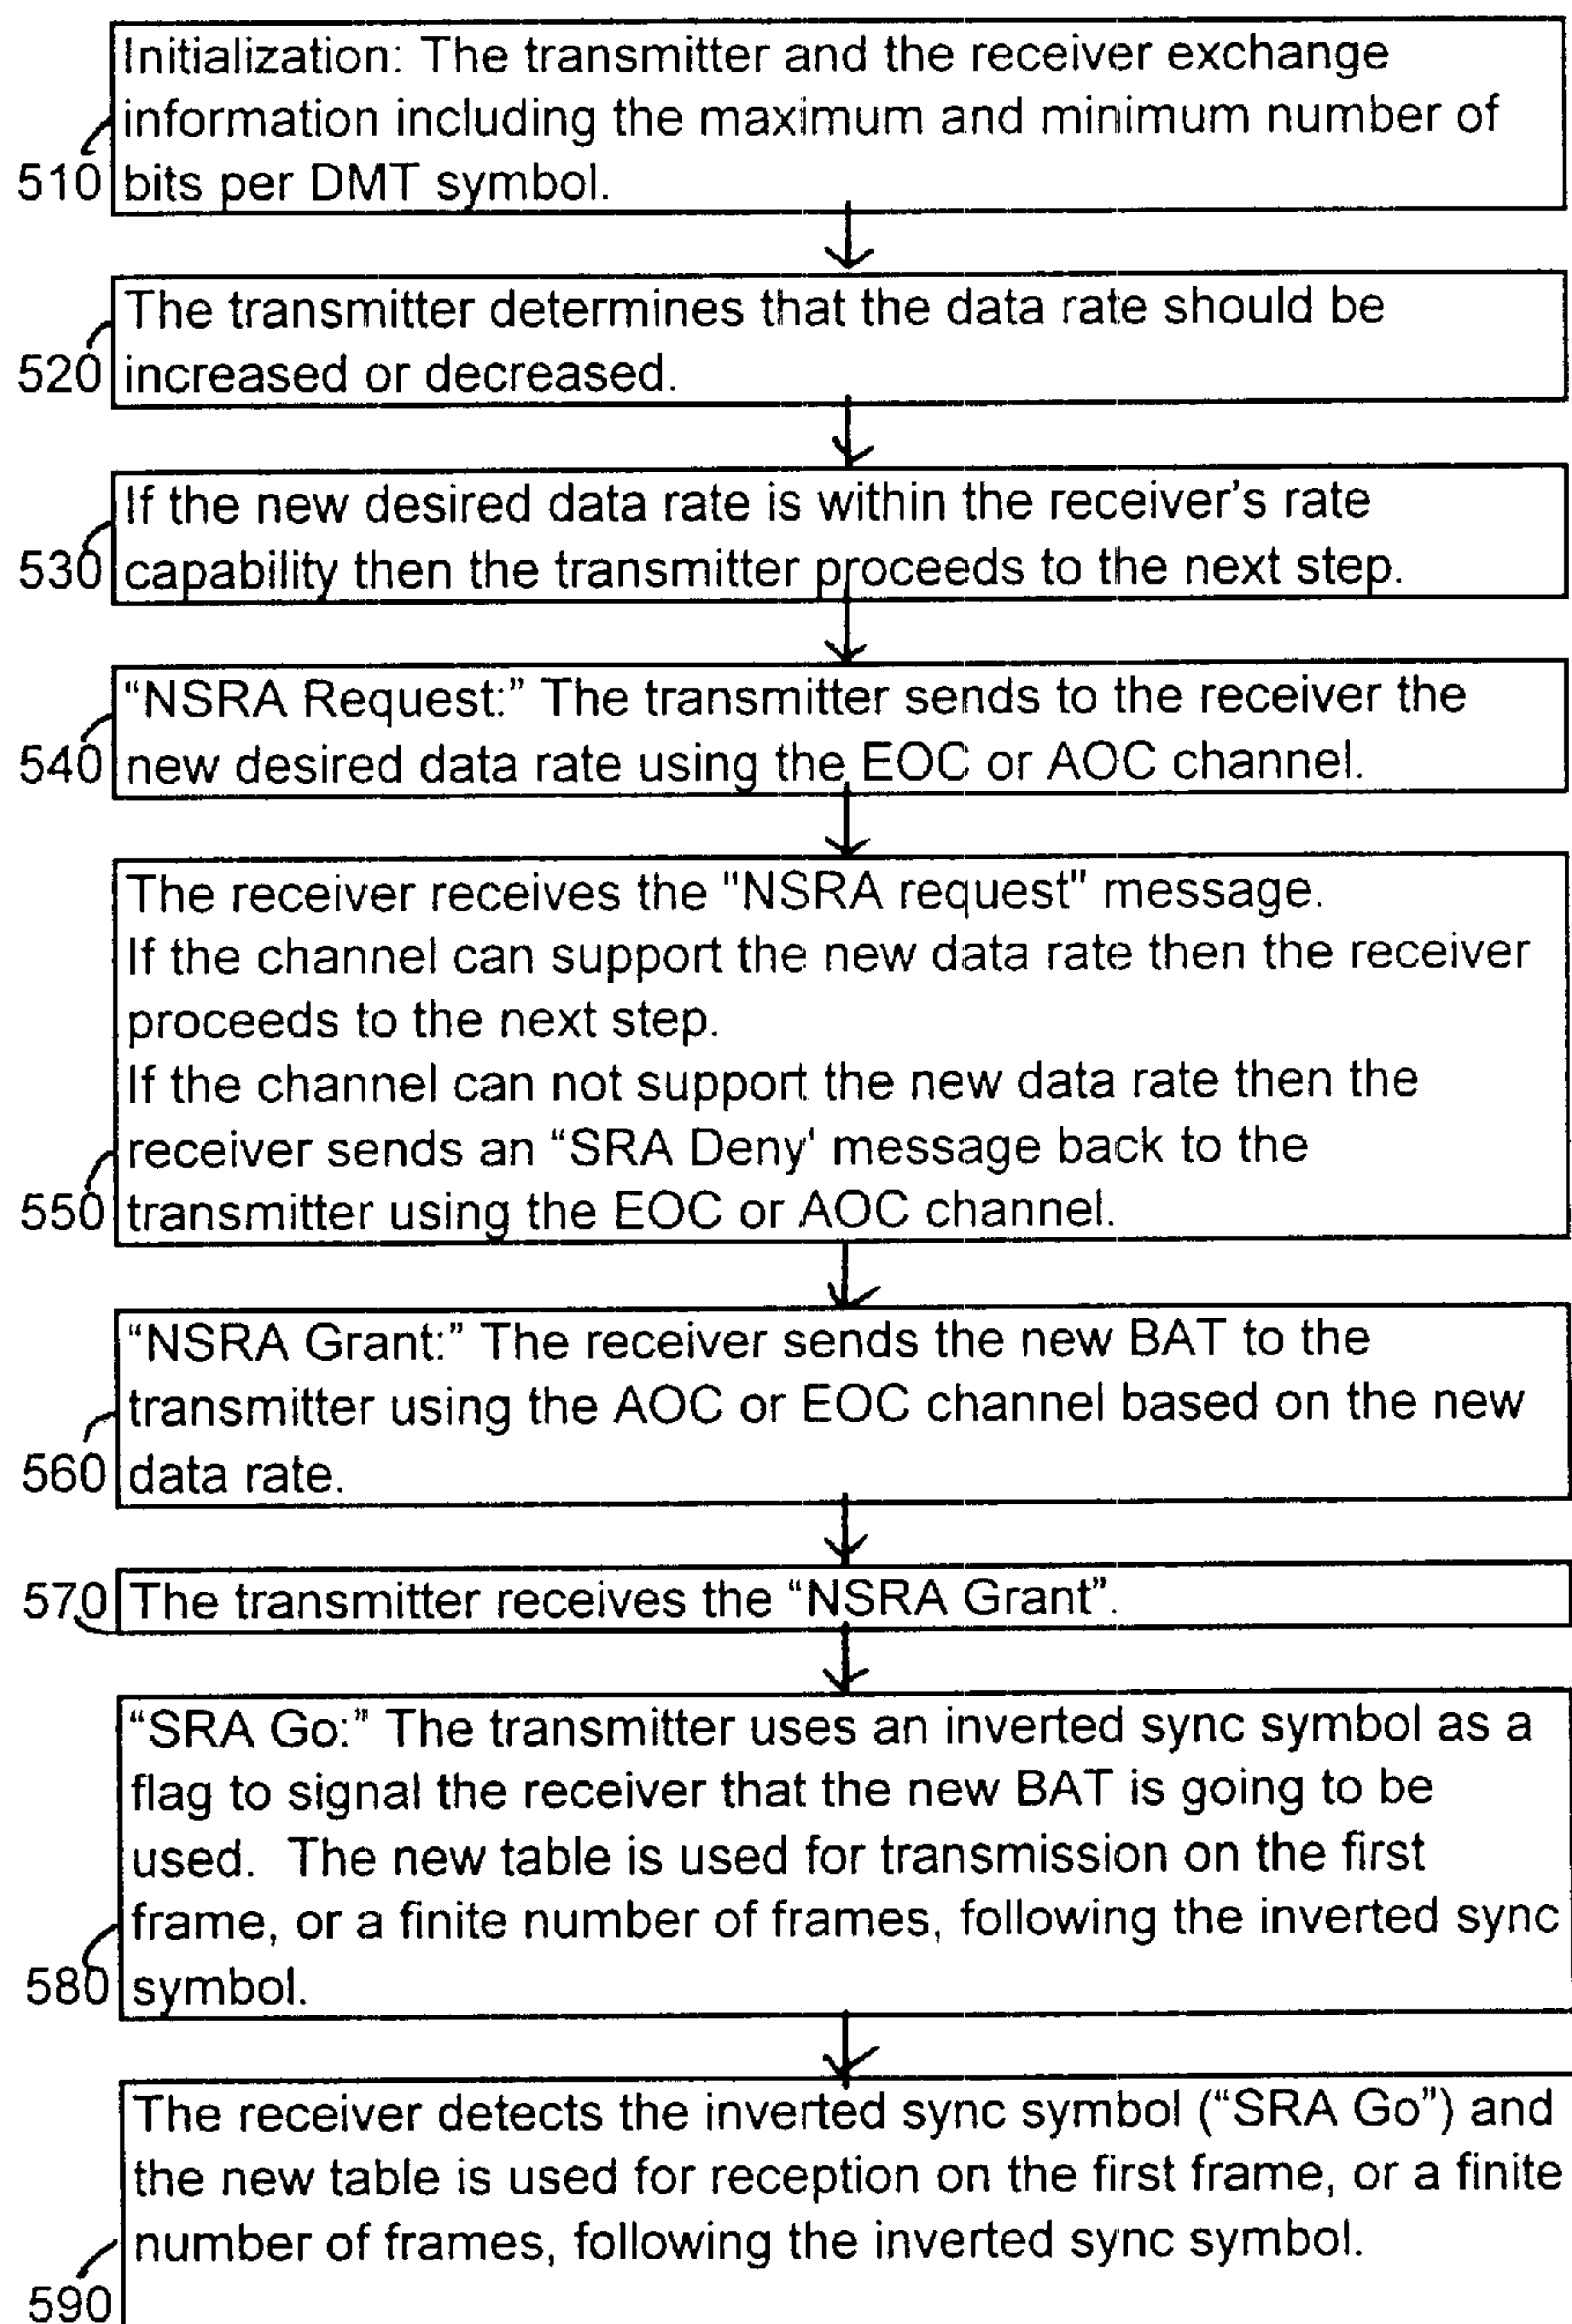 Initialization: The transmitter and the receiver exchange
information including the maximum and minimum number of
510 bits per DMT symbol.
The transmitter determines that the data rate should be
520 increased or decreased.
If the new desired data rate is within the receiver's rate
530 capability then the transmitter proceeds to the next step.
“NSRA Request:” The transmitter sends to the receiver the
540 new desired data rate using the EOC or AOC channel.
The receiver receives the "NSRA request" message.
If the channel can support the new data rate then the receiver
proceeds to the next step.
If the channel can not support the new data rate then the
receiver sends an “SRA Deny' message back to the
550 transmitter using the EOC or AOC channel.
“NSRA Grant:” The receiver sends the new BAT to the
transmitter using the AOC or EOC channel based on the new
560 data rate.
570 The transmitter receives the “NSRA Grant”.
“SRA Go:” The transmitter uses an inverted sync symbol as a
flag to signal the receiver that the new BAT is going to be
used. The new table is used for transmission on the first
frame, or a finite number of frames, following the inverted sync
580 symbol.
The receiver detects the inverted sync symbol (“SRA Go”) and
the new table is used for reception on the first frame, or a finite
number of frames, following the inverted sync symbol.
590